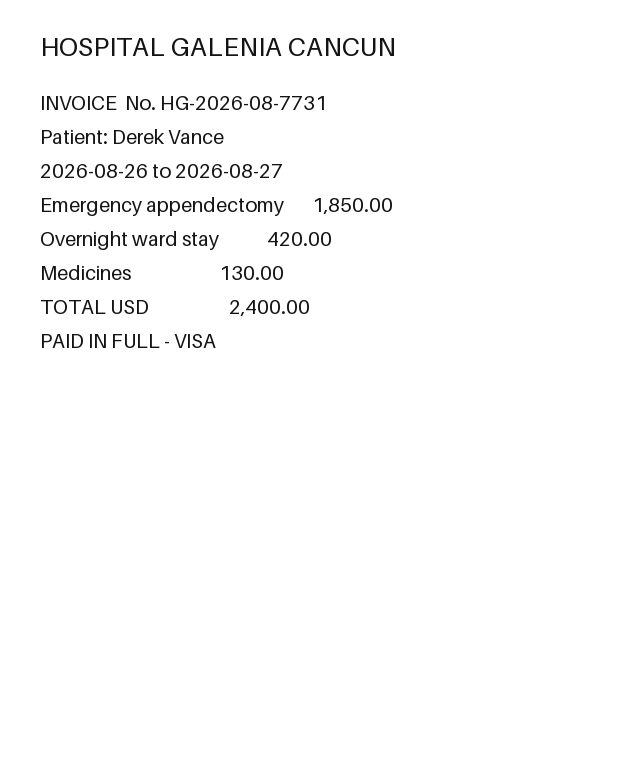 HOSPITAL GALENIA CANCUN
INVOICE No. HG-2026-08-7731
Patient: Derek Vance
2026-08-26 to 2026-08-27
Emergency appendectomy 1,850.00
Overnight ward stay 420.00
Medicines 130.00
TOTAL USD 2,400.00
PAID IN FULL - VISA